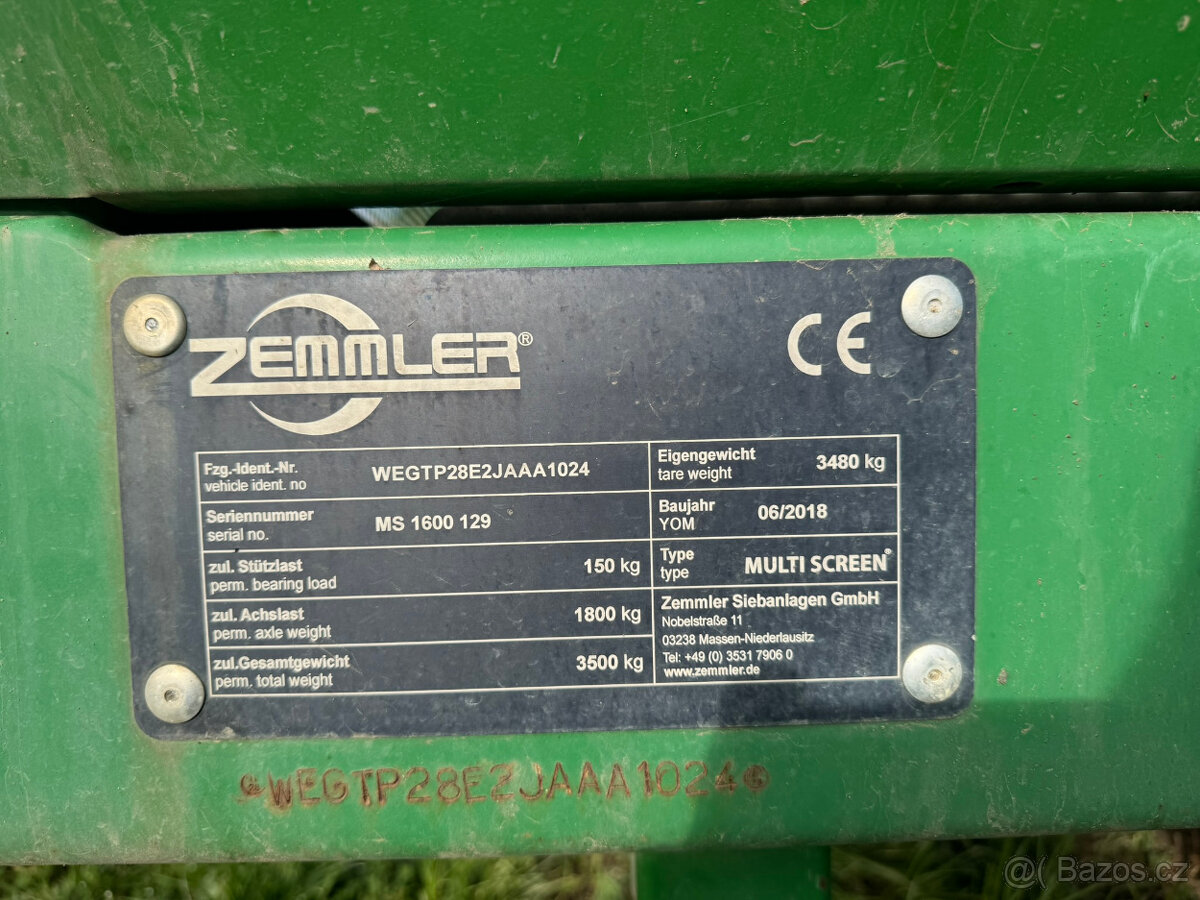 ZEMMLER®
CE
Fzg.-Ident.-Nr.
vehicle ident. no
WEGTP28E2JAAA1024
Seriennummer
serial no.
MS 1600 129
zul. Stützlast
perm. bearing load
150 kg
zul. Achslast
perm. axle weight
1800 kg
zul.Gesamtgewicht
perm. total weight
3500 kg
Eigengewicht
tare weight
3480 kg
Baujahr
YOM
06/2018
Type
type
MULTI SCREEN®
Zemmler Siebanlagen GmbH
Nobelstraße 11
03238 Massen-Niederlausitz
Tel: +49 (0) 3531 7906 0
www.zemmler.de
WEGTP28E2JAAA1024
@ Bazos.cz